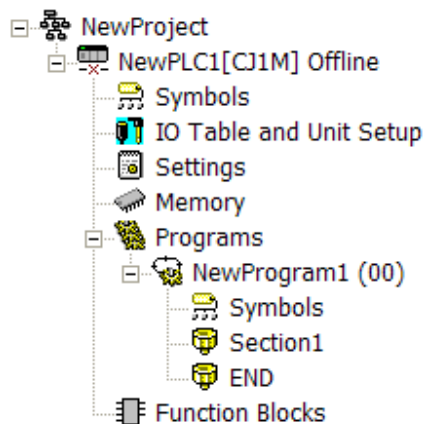 NewProject
NewPLC1[CJ1M] Offline
Symbols
IO Table and Unit Setup
Settings
Memory
Programs
NewProgram1 (00)
Symbols
Section1
END
Function Blocks